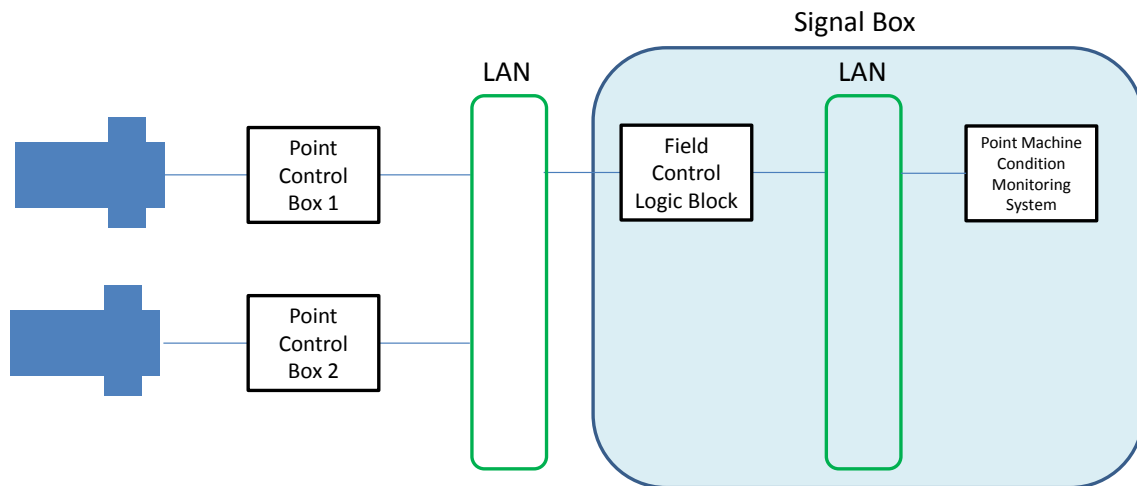 Signal Box
LAN
LAN
Point
Control
Box 1
Field
Control
Logic Block
Point Machine
Condition
Monitoring
System
Point
Control
Box 2